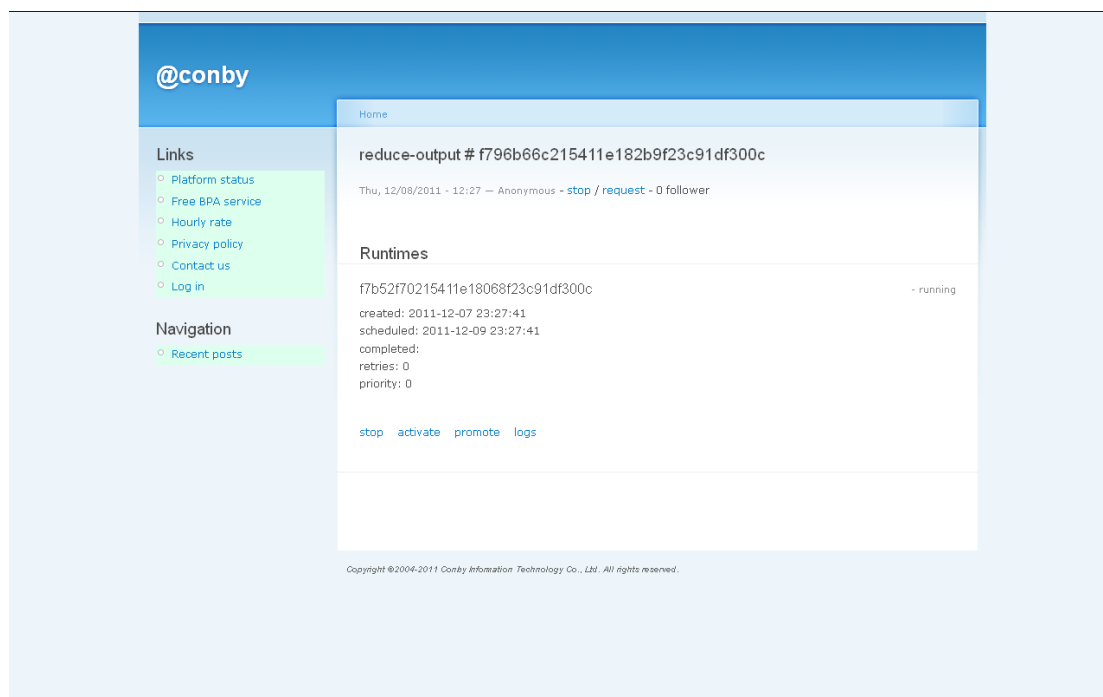 @conby
Home
Links
Platform status
Free BPA service
Hourly rate
Privacy policy
Contact us
Log in
Navigation
Recent posts
reduce-output # f796b66c215411e182b9f23c91df300c
Thu, 12/08/2011 - 12:27 — Anonymous - stop / request - 0 follower
Runtimes
f7b52f70215411e18068f23c91df300c - running
created: 2011-12-07 23:27:41
scheduled: 2011-12-09 23:27:41
completed:
retries: 0
priority: 0
stop activate promote logs
Copyright ©2004-2011 Conby Information Technology Co., Ltd. All rights reserved.